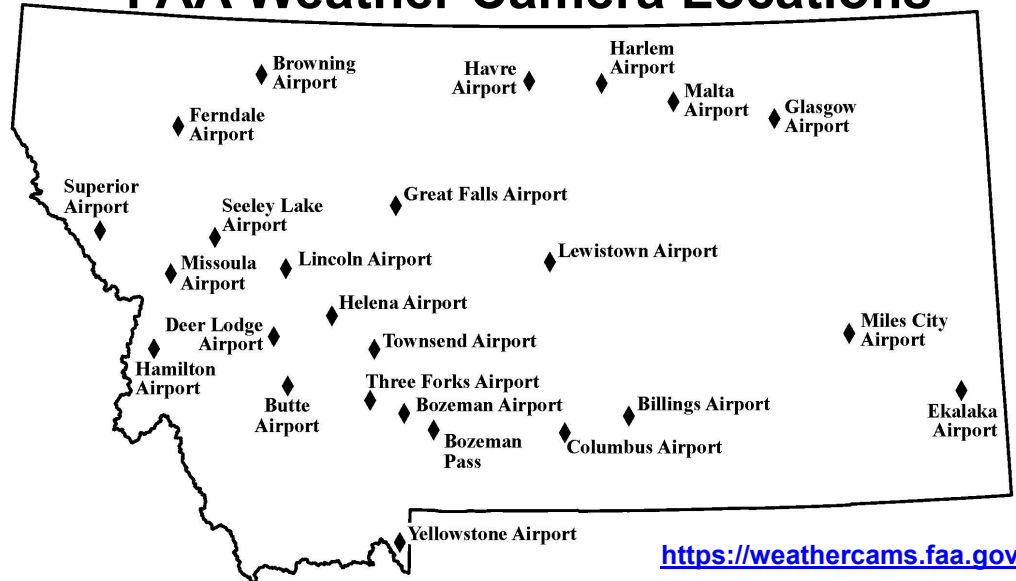 FAA Weather Camera Locations
Browning
Airport
Havre
Airport
Harlem
Airport
Malta
Airport
Glasgow
Airport
Ferndale
Airport
Superior
Airport
Seeley Lake
Airport
Great Falls Airport
Missoula
Airport
Lincoln Airport
Lewistown Airport
Helena Airport
Deer Lodge
Airport
Townsend Airport
Miles City
Airport
Hamilton
Airport
Butte
Airport
Three Forks Airport
Bozeman Airport
Bozeman
Pass
Billings Airport
Columbus Airport
Ekalaka
Airport
Yellowstone Airport
https://weathercams.faa.gov